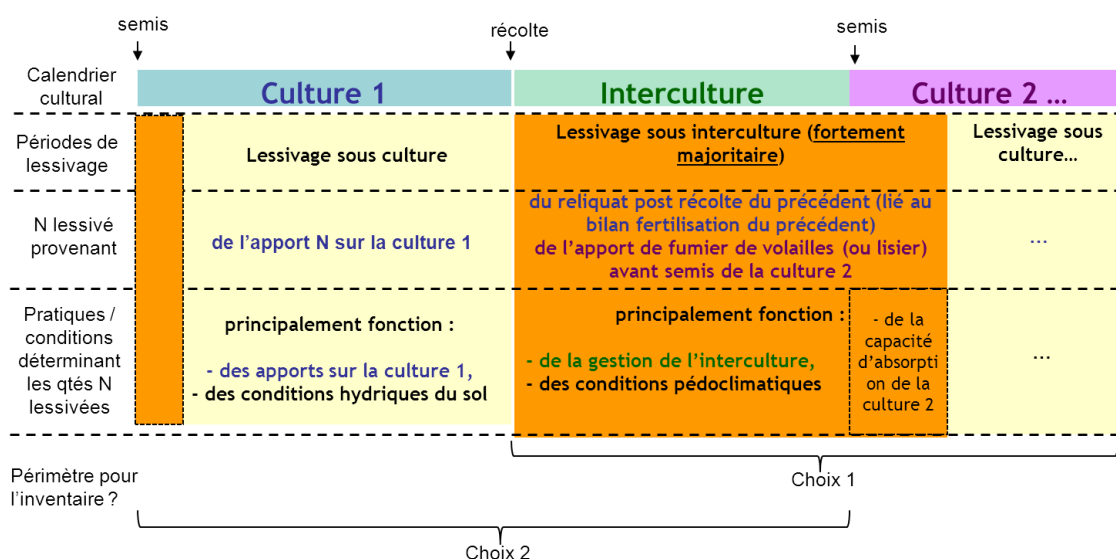 semis
récolte
semis
Calendrier
cultural
Culture 1
Interculture
Culture 2 ...
Périodes de
lessivage
Lessivage sous culture
Lessivage sous interculture (fortement
majoritaire)
Lessivage sous
culture…
N lessivé
provenant
de l’apport N sur la culture 1
du reliquat post récolte du précédent (lié au
bilan fertilisation du précédent)
de l’apport de fumier de volailles (ou lisier)
avant semis de la culture 2
...
Pratiques /
conditions
déterminant
les qtés N
lessivées
principalement fonction :
- des apports sur la culture 1,
- des conditions hydriques du sol
principalement fonction :
- de la gestion de l’interculture,
- des conditions pédoclimatiques
- de la
capacité
d’absorpti
on de la
culture 2
...
Périmètre pour
l’inventaire ?
Choix 1
Choix 2